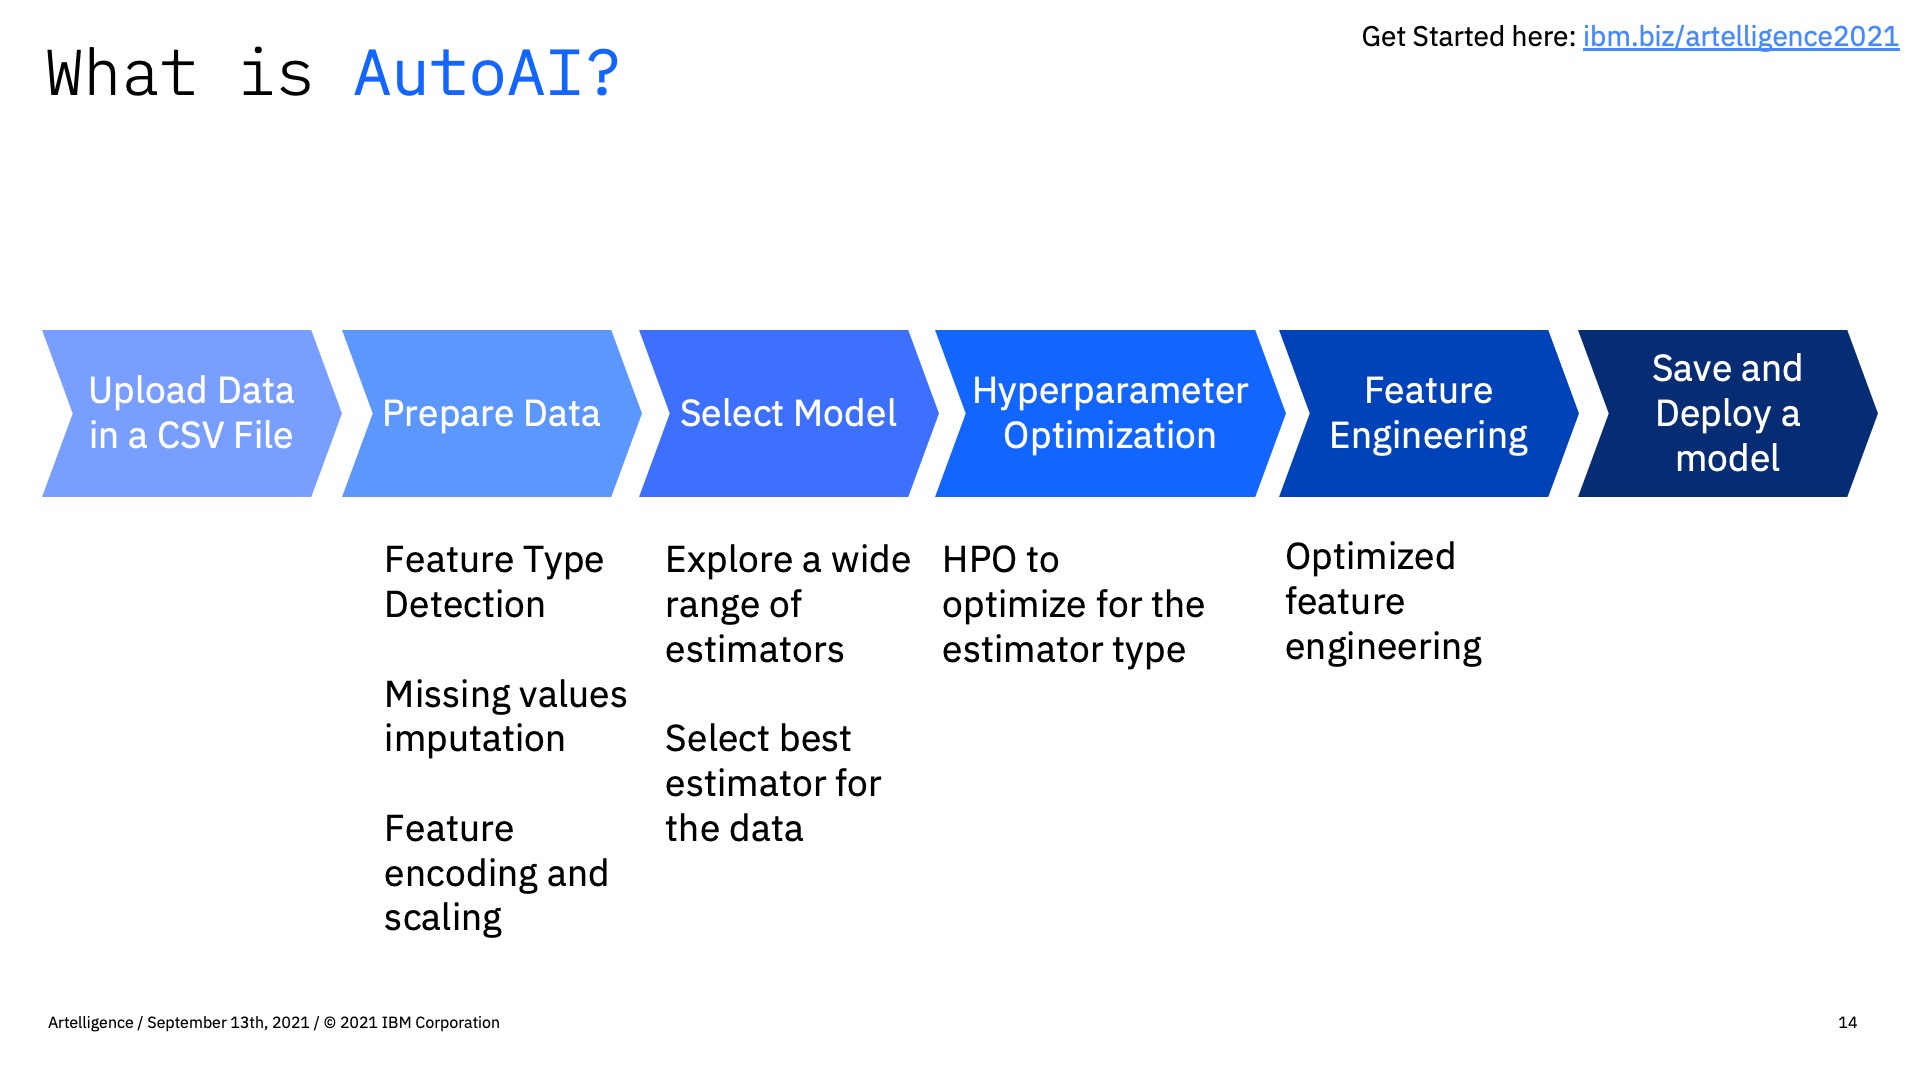 Get Started here: ibm.biz/artelligence2021
What is AutoAI?
Upload Data
in a CSV File
Prepare Data
Select Model
Hyperparameter
Optimization
Feature
Engineering
Save and
Deploy a
model
Feature Type
Detection
Missing values
imputation
Feature
encoding and
scaling
Explore a wide
range of
estimators
Select best
estimator for
the data
HPO to
optimize for the
estimator type
Optimized
feature
engineering
Artelligence / September 13th, 2021 / © 2021 IBM Corporation
14